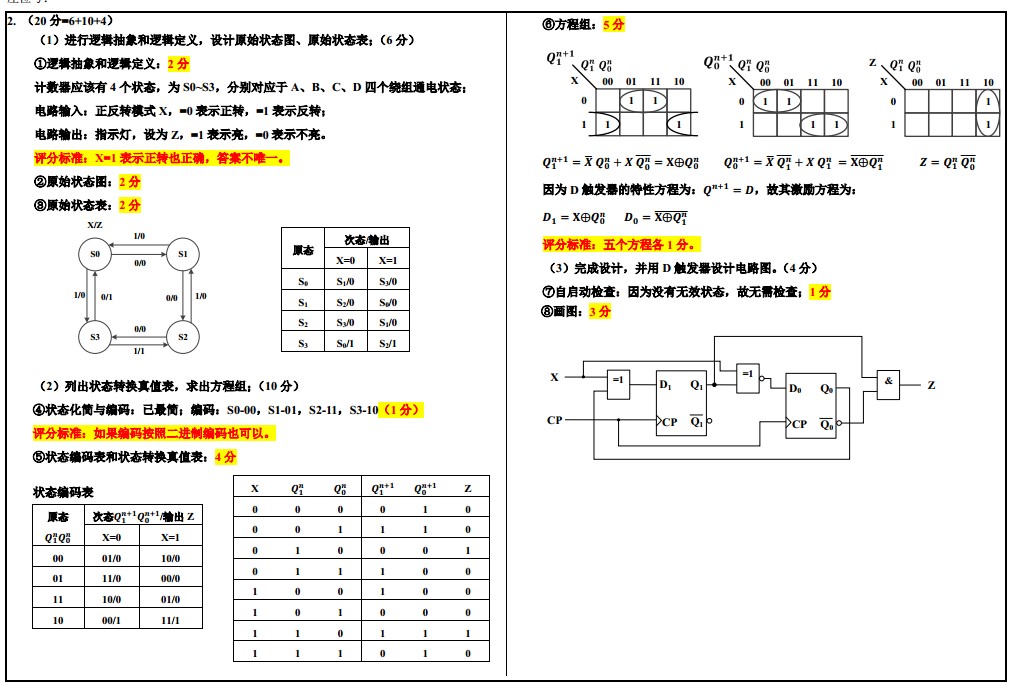 2. （20 分=6+10+4）
（1）进行逻辑抽象和逻辑定义，设计原始状态图、原始状态表；（6 分）
①逻辑抽象和逻辑定义：2 分
计数器应该有 4 个状态，为 S0~S3，分别对应于 A、B、C、D 四个绕组通电状态；
电路输入：正反转模式 X，=0 表示正转，=1 表示反转；
电路输出：指示灯，设为 Z，=1 表示亮，=0 表示不亮。
评分标准：X=1 表示正转也正确，答案不唯一。
②原始状态图：2 分
③原始状态表：2 分
X/Z
1/0
S0 S1
0/0
1/0 0/1 0/0 1/0
0/0
S3 S2
1/1
原态 次态/输出
X=0 X=1
S₀ S₁/0 S₃/0
S₁ S₂/0 S₀/0
S₂ S₃/0 S₁/0
S₃ S₀/1 S₂/1
（2）列出状态转换真值表，求出方程组；（10 分）
④状态化简与编码：已最简；编码：S0-00，S1-01，S2-11，S3-10（1 分）
评分标准：如果编码按照二进制编码也可以。
⑤状态编码表和状态转换真值表：4 分
状态编码表
原态 次态Q₁ⁿ⁺¹Q₀ⁿ⁺¹/输出 Z
Q₁ⁿQ₀ⁿ X=0 X=1
00 01/0 10/0
01 11/0 00/0
11 10/0 01/0
10 00/1 11/1
X Q₁ⁿ Q₀ⁿ Q₁ⁿ⁺¹ Q₀ⁿ⁺¹ Z
0 0 0 0 1 0
0 0 1 1 1 0
0 1 0 0 0 1
0 1 1 1 0 0
1 0 0 1 0 0
1 0 1 0 0 0
1 1 0 1 1 1
1 1 1 0 1 0
⑥方程组：5 分
Q₁ⁿ⁺¹ Q₁ⁿ Q₀ⁿ
X 00 01 11 10
0 1 1
1 1 1
Q₀ⁿ⁺¹ Q₁ⁿ Q₀ⁿ
X 00 01 11 10
0 1 1
1 1 1
Z Q₁ⁿ Q₀ⁿ
X 00 01 11 10
0 1
1 1
Q₁ⁿ⁺¹ = X̅ Q₀ⁿ + X Q̅₀ⁿ = X⊕Q₀ⁿ Q₀ⁿ⁺¹ = X̅ Q̅₁ⁿ + X Q₁ⁿ = \overline{X⊕Q₁ⁿ} Z = Q₁ⁿ Q̅₀ⁿ
因为 D 触发器的特性方程为：Qⁿ⁺¹ = D，故其激励方程为：
D₁ = X⊕Q₀ⁿ D₀ = \overline{X⊕Q₁ⁿ}
评分标准：五个方程各 1 分。
（3）完成设计，并用 D 触发器设计电路图。（4 分）
⑦自启动检查：因为没有无效状态，故无需检查；1 分
⑧画图：3 分
X =1 D₁ Q₁ =1 D₀ Q₀ & Z
CP CP Q̅₁ CP Q̅₀